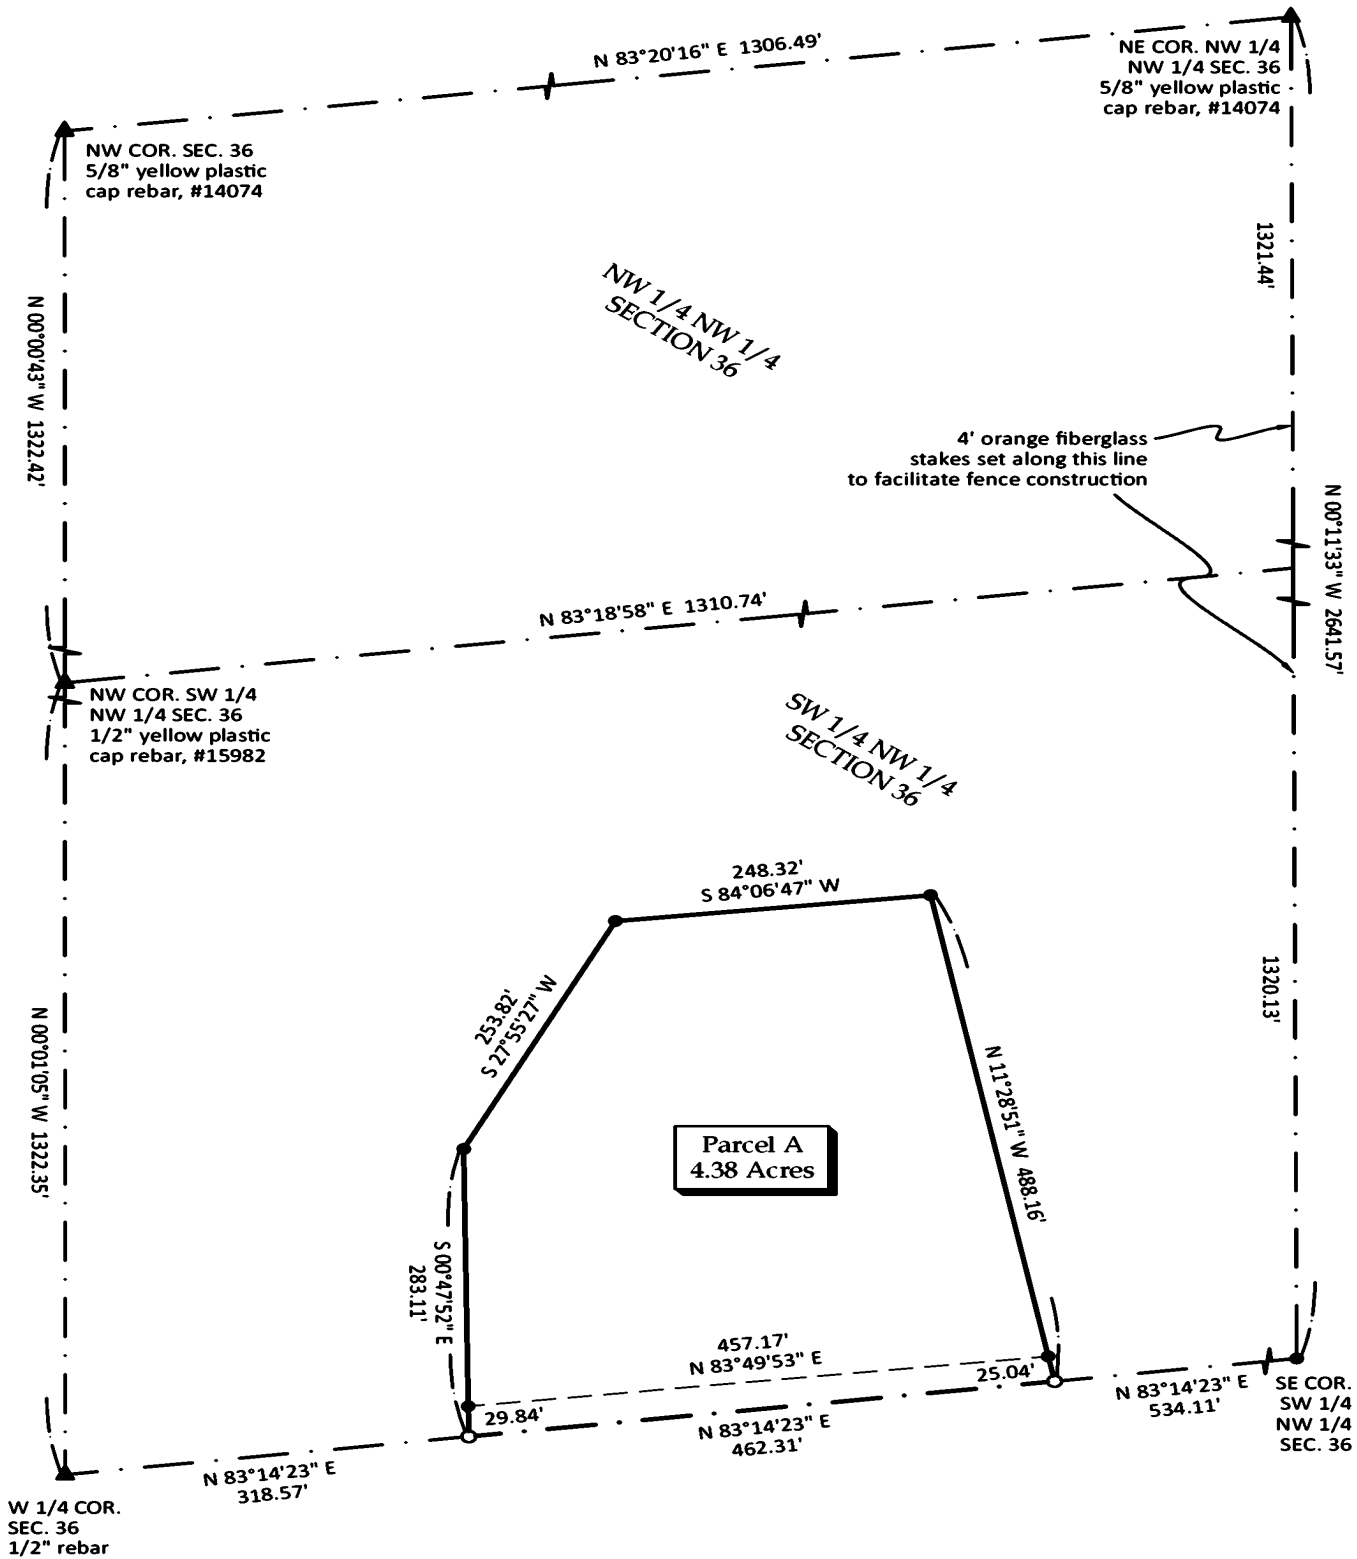 N 83°20'16" E 1306.49'
NE COR. NW 1/4
NW 1/4 SEC. 36
5/8" yellow plastic
cap rebar, #14074
NW COR. SEC. 36
5/8" yellow plastic
cap rebar, #14074
1321.44'
NW 1/4 NW 1/4
SECTION 36
N 00°00'43" W 1322.42'
4' orange fiberglass
stakes set along this line
to facilitate fence construction
N 00°11'33" W 2641.57'
N 83°18'58" E 1310.74'
NW COR. SW 1/4
NW 1/4 SEC. 36
1/2" yellow plastic
cap rebar, #15982
SW 1/4 NW 1/4
SECTION 36
248.32'
S 84°06'47" W
253.82'
S 27°55'27" W
1320.13'
N 00°01'05" W 1322.35'
N 11°28'51" W 488.16'
Parcel A
4.38 Acres
S 00°47'52" E
283.11'
457.17'
N 83°49'53" E
25.04'
29.84'
N 83°14'23" E
462.31'
N 83°14'23" E
534.11'
SE COR.
SW 1/4
NW 1/4
SEC. 36
N 83°14'23" E
318.57'
W 1/4 COR.
SEC. 36
1/2" rebar